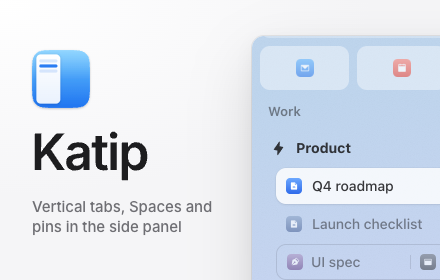 Katip
Vertical tabs, Spaces and
pins in the side panel
Work
Product
Q4 roadmap
Launch checklist
UI spec